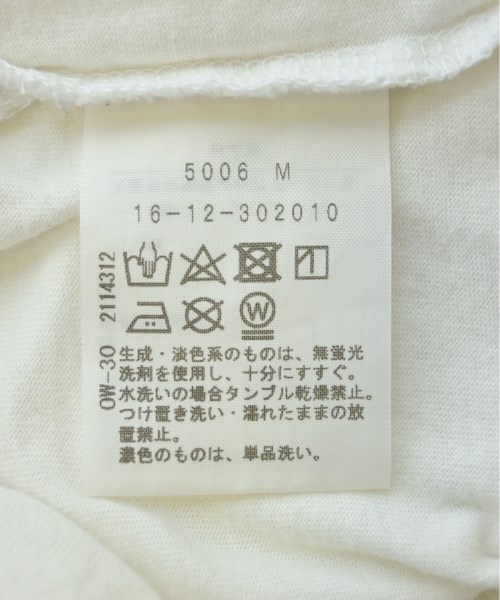 5006 M
16-12-302010
W
OW-30 2114312
生成・淡色系のものは、無蛍光
洗剤を使用し、十分にすすぐ。
水洗いの場合タンブル乾燥禁止。
つけ置き洗い・濡れたままの放
置禁止。
濃色のものは、単品洗い。